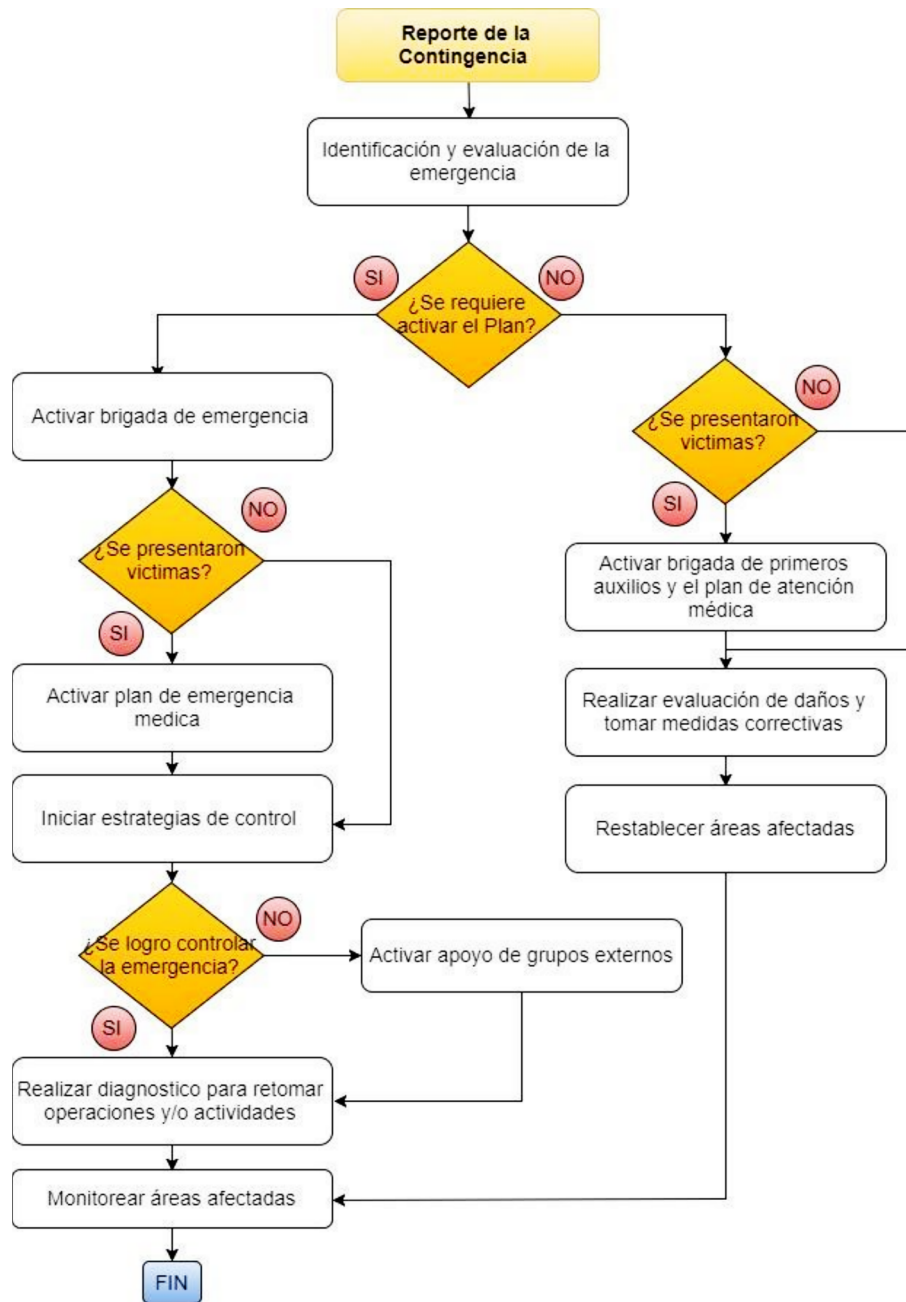 Reporte de la
Contingencia
Identificación y evaluación de la
emergencia
SI
NO
¿Se requiere
activar el Plan?
Activar brigada de emergencia
NO
¿Se presentaron
victimas?
SI
NO
¿Se presentaron
victimas?
SI
Activar brigada de primeros
auxilios y el plan de atención
médica
Activar plan de emergencia
medica
Realizar evaluación de daños y
tomar medidas correctivas
Iniciar estrategias de control
Restablecer áreas afectadas
NO
¿Se logro controlar
la emergencia?
SI
Activar apoyo de grupos externos
Realizar diagnostico para retomar
operaciones y/o actividades
Monitorear áreas afectadas
FIN